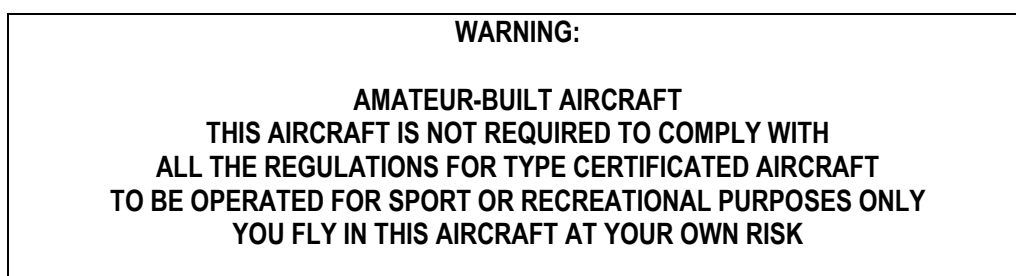 WARNING:
AMATEUR-BUILT AIRCRAFT
THIS AIRCRAFT IS NOT REQUIRED TO COMPLY WITH
ALL THE REGULATIONS FOR TYPE CERTIFICATED AIRCRAFT
TO BE OPERATED FOR SPORT OR RECREATIONAL PURPOSES ONLY
YOU FLY IN THIS AIRCRAFT AT YOUR OWN RISK